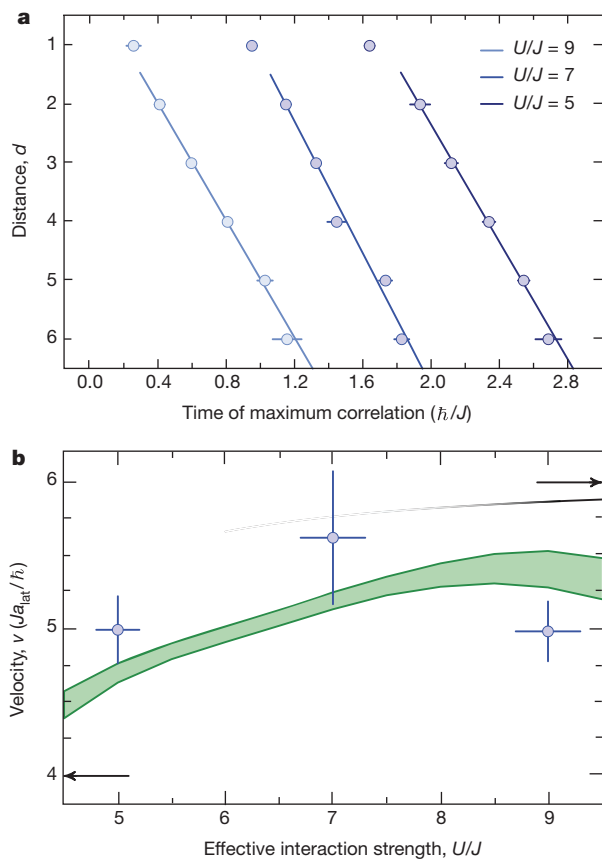 a
1
2
3
4
5
6
Distance, d
U/J = 9
U/J = 7
U/J = 5
0.0 0.4 0.8 1.2 1.6 2.0 2.4 2.8
Time of maximum correlation (ℏ/J)
b
6
5
4
Velocity, v (Ja_lat/ℏ)
5 6 7 8 9
Effective interaction strength, U/J